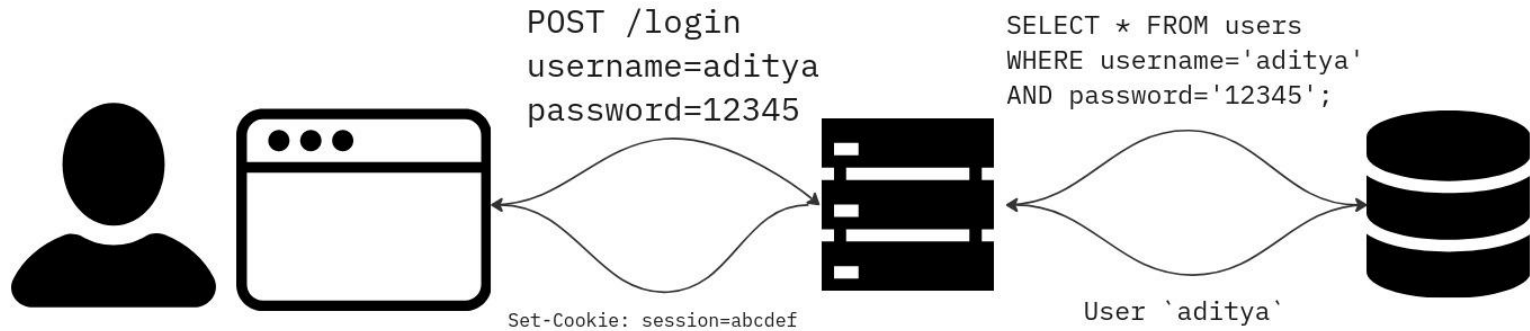 POST /login
username=aditya
password=12345
SELECT * FROM users
WHERE username='aditya'
AND password='12345';
Set-Cookie: session=abcdef
User `aditya`